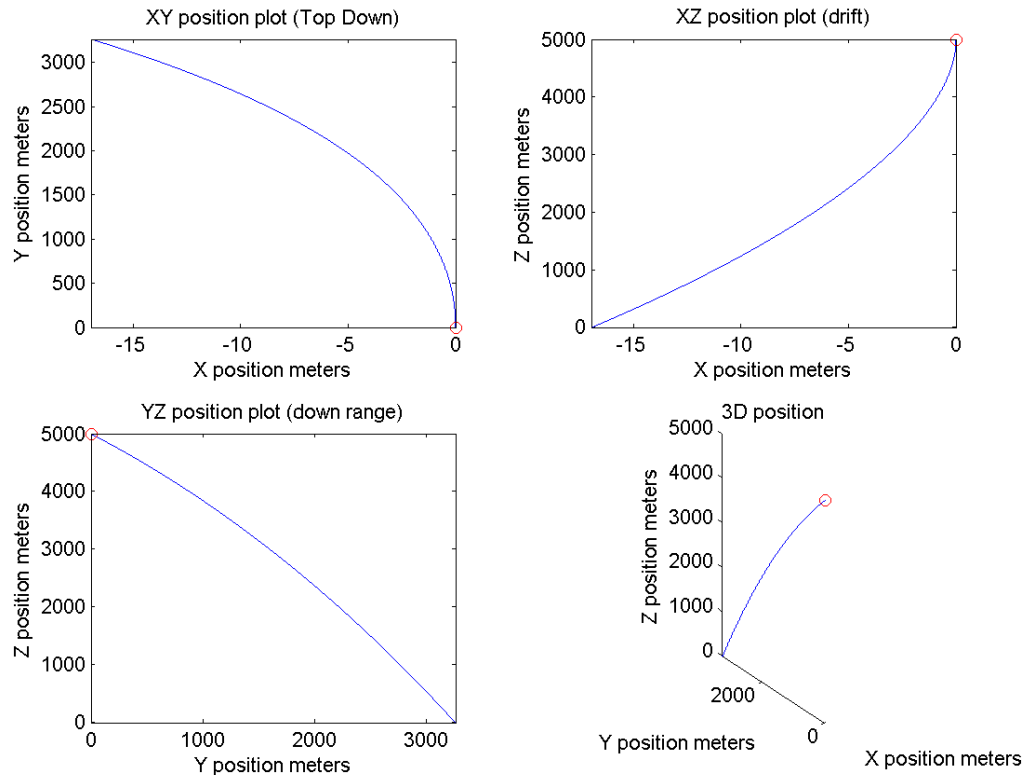 XY position plot (Top Down)
3000
2500
2000
1500
1000
500
0
-15 -10 -5 0
X position meters
Y position meters
XZ position plot (drift)
5000
4000
3000
2000
1000
0
-15 -10 -5 0
X position meters
Z position meters
YZ position plot (down range)
5000
4000
3000
2000
1000
0
0 1000 2000 3000
Y position meters
Z position meters
3D position
5000
4000
3000
2000
1000
0
2000
0
Z position meters
Y position meters
X position meters